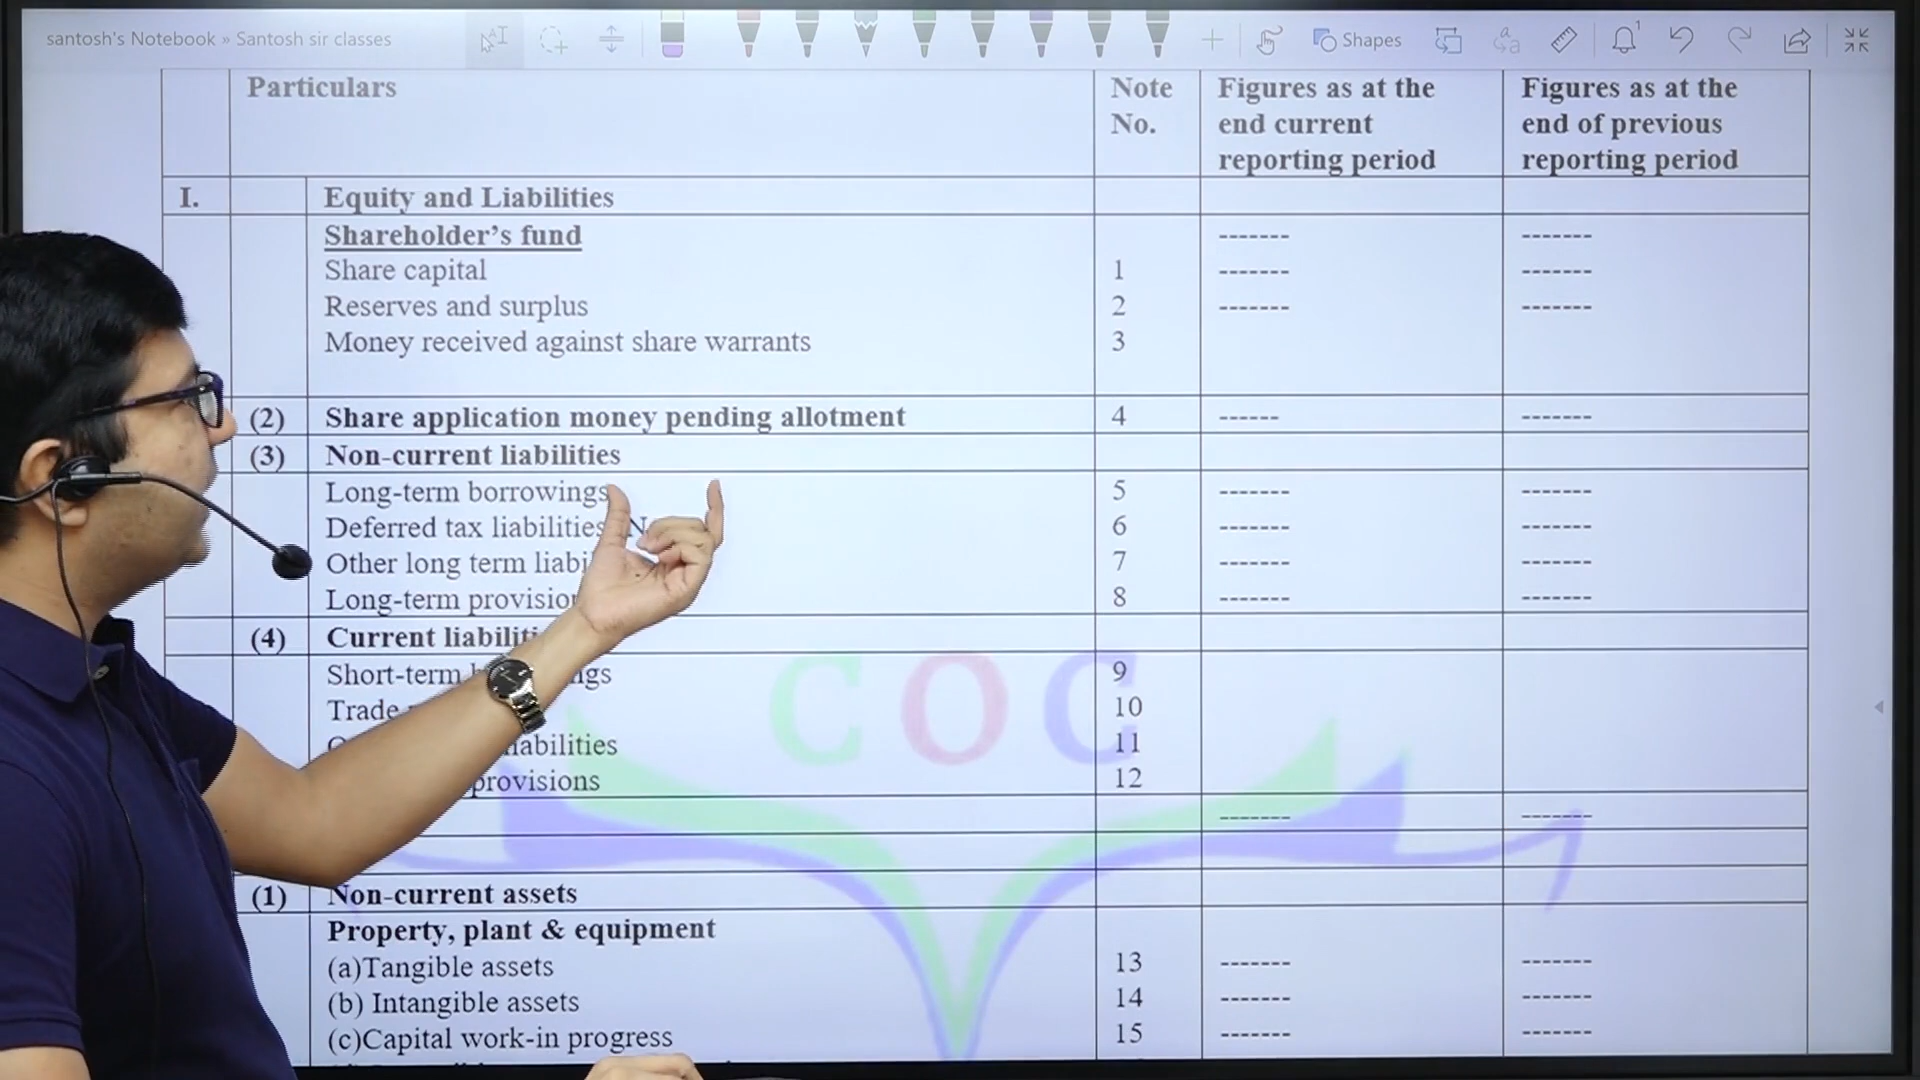 santosh's Notebook » Santosh sir classes
Shapes
Particulars
Note No.
Figures as at the end current reporting period
Figures as at the end of previous reporting period
I. Equity and Liabilities
Shareholder's fund ------- -------
Share capital 1 ------- -------
Reserves and surplus 2 ------- -------
Money received against share warrants 3
(2) Share application money pending allotment 4 ------ -------
(3) Non-current liabilities
Long-term borrowings 5 ------- -------
Deferred tax liabilities 6 ------- -------
Other long term 7 ------- -------
Long-term 8 ------- -------
(4) Current
Short-term 9
Trade 10
11
provisions 12
------- -------
COC
(1) Non-current assets
Property, plant & equipment
(a)Tangible assets 13 ------- -------
(b) Intangible assets 14 ------- -------
(c)Capital work-in progress 15 ------- -------